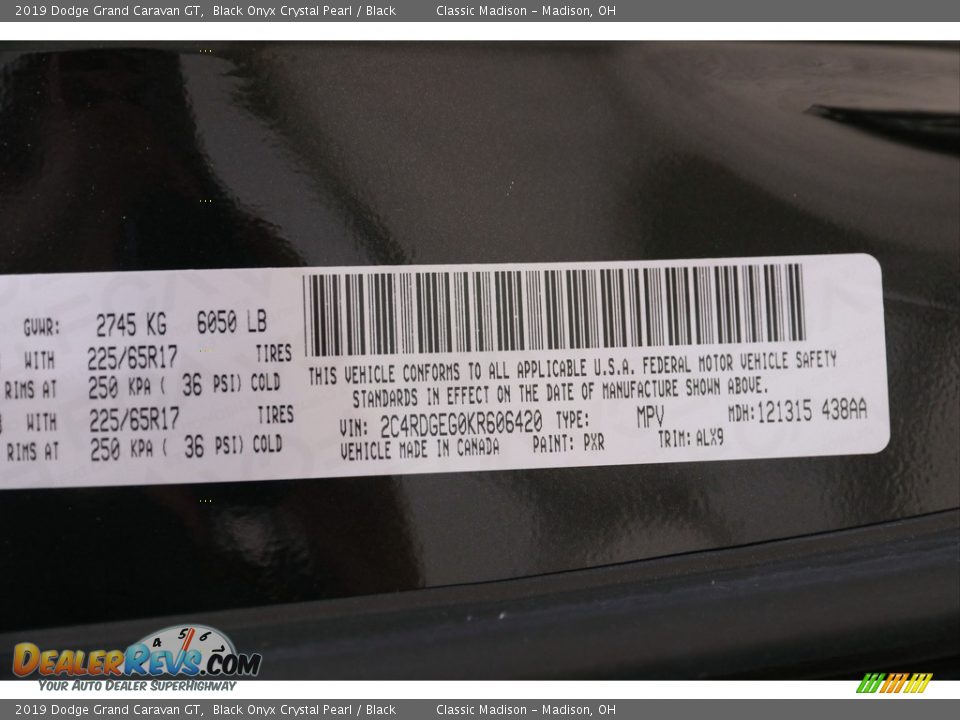 2019 Dodge Grand Caravan GT, Black Onyx Crystal Pearl / Black Classic Madison - Madison, OH
GVWR: 2745 KG 6050 LB
WITH 225/65R17 TIRES
RIMS AT 250 KPA ( 36 PSI) COLD
WITH 225/65R17 TIRES
RIMS AT 250 KPA ( 36 PSI) COLD
THIS VEHICLE CONFORMS TO ALL APPLICABLE U.S.A. FEDERAL MOTOR VEHICLE SAFETY
STANDARDS IN EFFECT ON THE DATE OF MANUFACTURE SHOWN ABOVE.
VIN: 2C4RDGEG0KR606420 TYPE: MPV MDH:121315 438AA
VEHICLE MADE IN CANADA PAINT: PXR TRIM: ALX9
4 5 6
DEALERREVS.COM
YOUR AUTO DEALER SUPERHIGHWAY
2019 Dodge Grand Caravan GT, Black Onyx Crystal Pearl / Black Classic Madison - Madison, OH